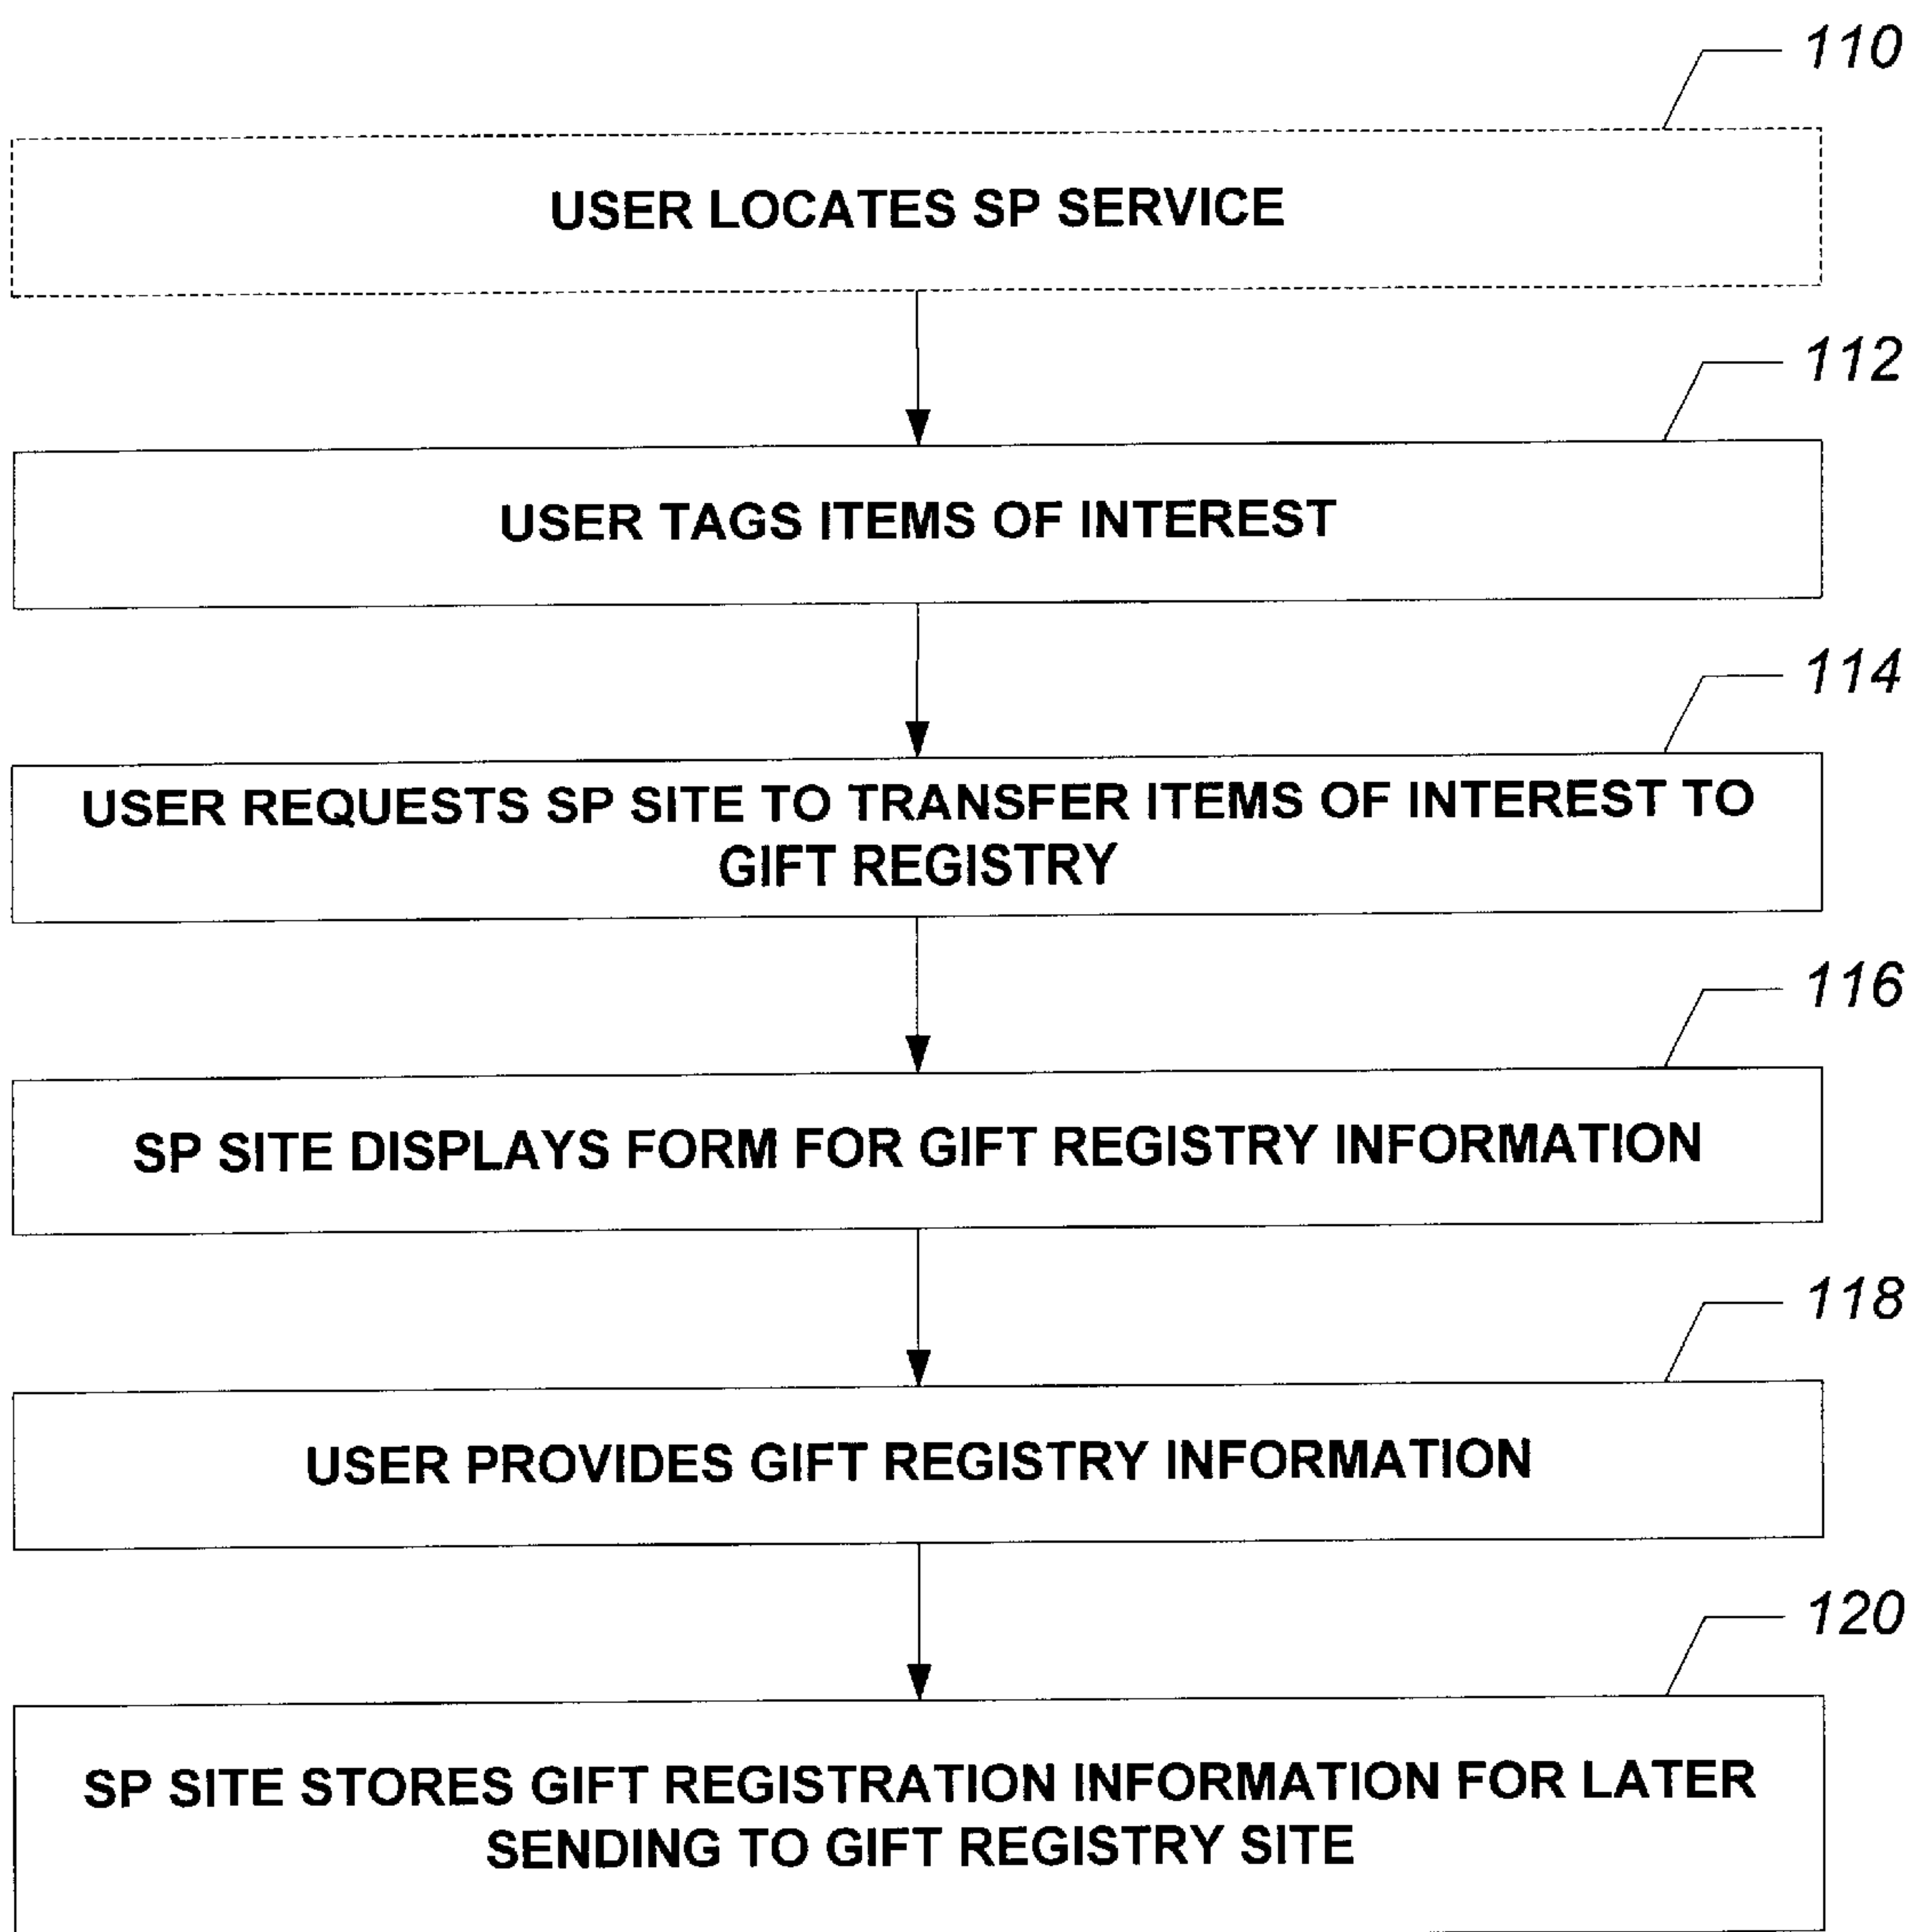 110
USER LOCATES SP SERVICE
112
USER TAGS ITEMS OF INTEREST
114
USER REQUESTS SP SITE TO TRANSFER ITEMS OF INTEREST TO
GIFT REGISTRY
116
SP SITE DISPLAYS FORM FOR GIFT REGISTRY INFORMATION
118
USER PROVIDES GIFT REGISTRY INFORMATION
120
SP SITE STORES GIFT REGISTRATION INFORMATION FOR LATER
SENDING TO GIFT REGISTRY SITE